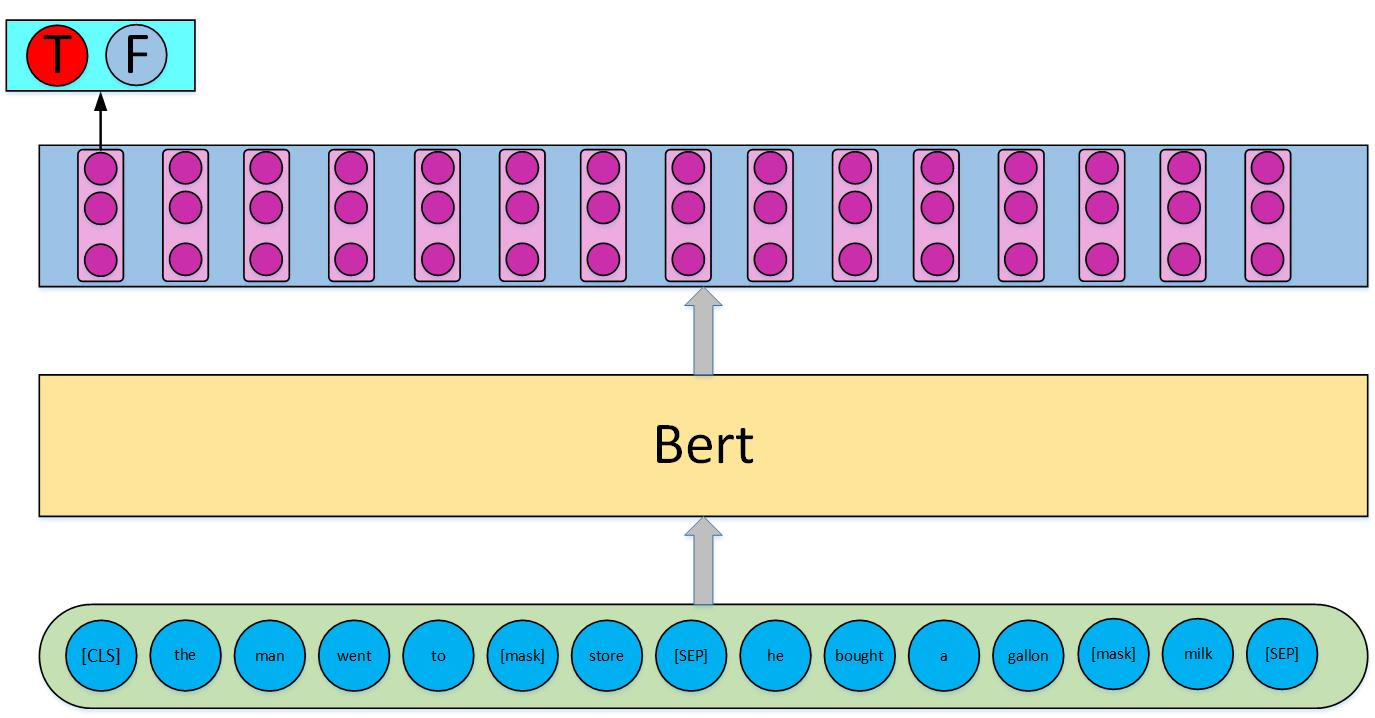 T F
Bert
[CLS] the man went to [mask] store [SEP] he bought a gallon [mask] milk [SEP]